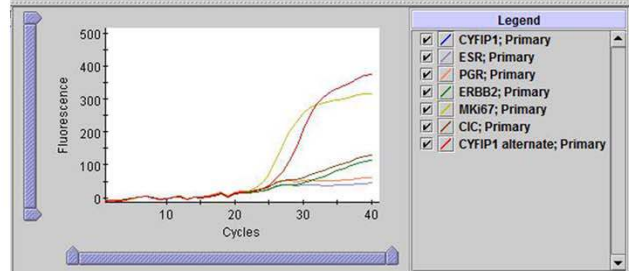 500
400
300
200
100
0
Fluorescence
10
20
30
40
Cycles
Legend
CYFIP1; Primary
ESR; Primary
PGR; Primary
ERBB2; Primary
MKi67; Primary
CIC; Primary
CYFIP1 alternate; Primary